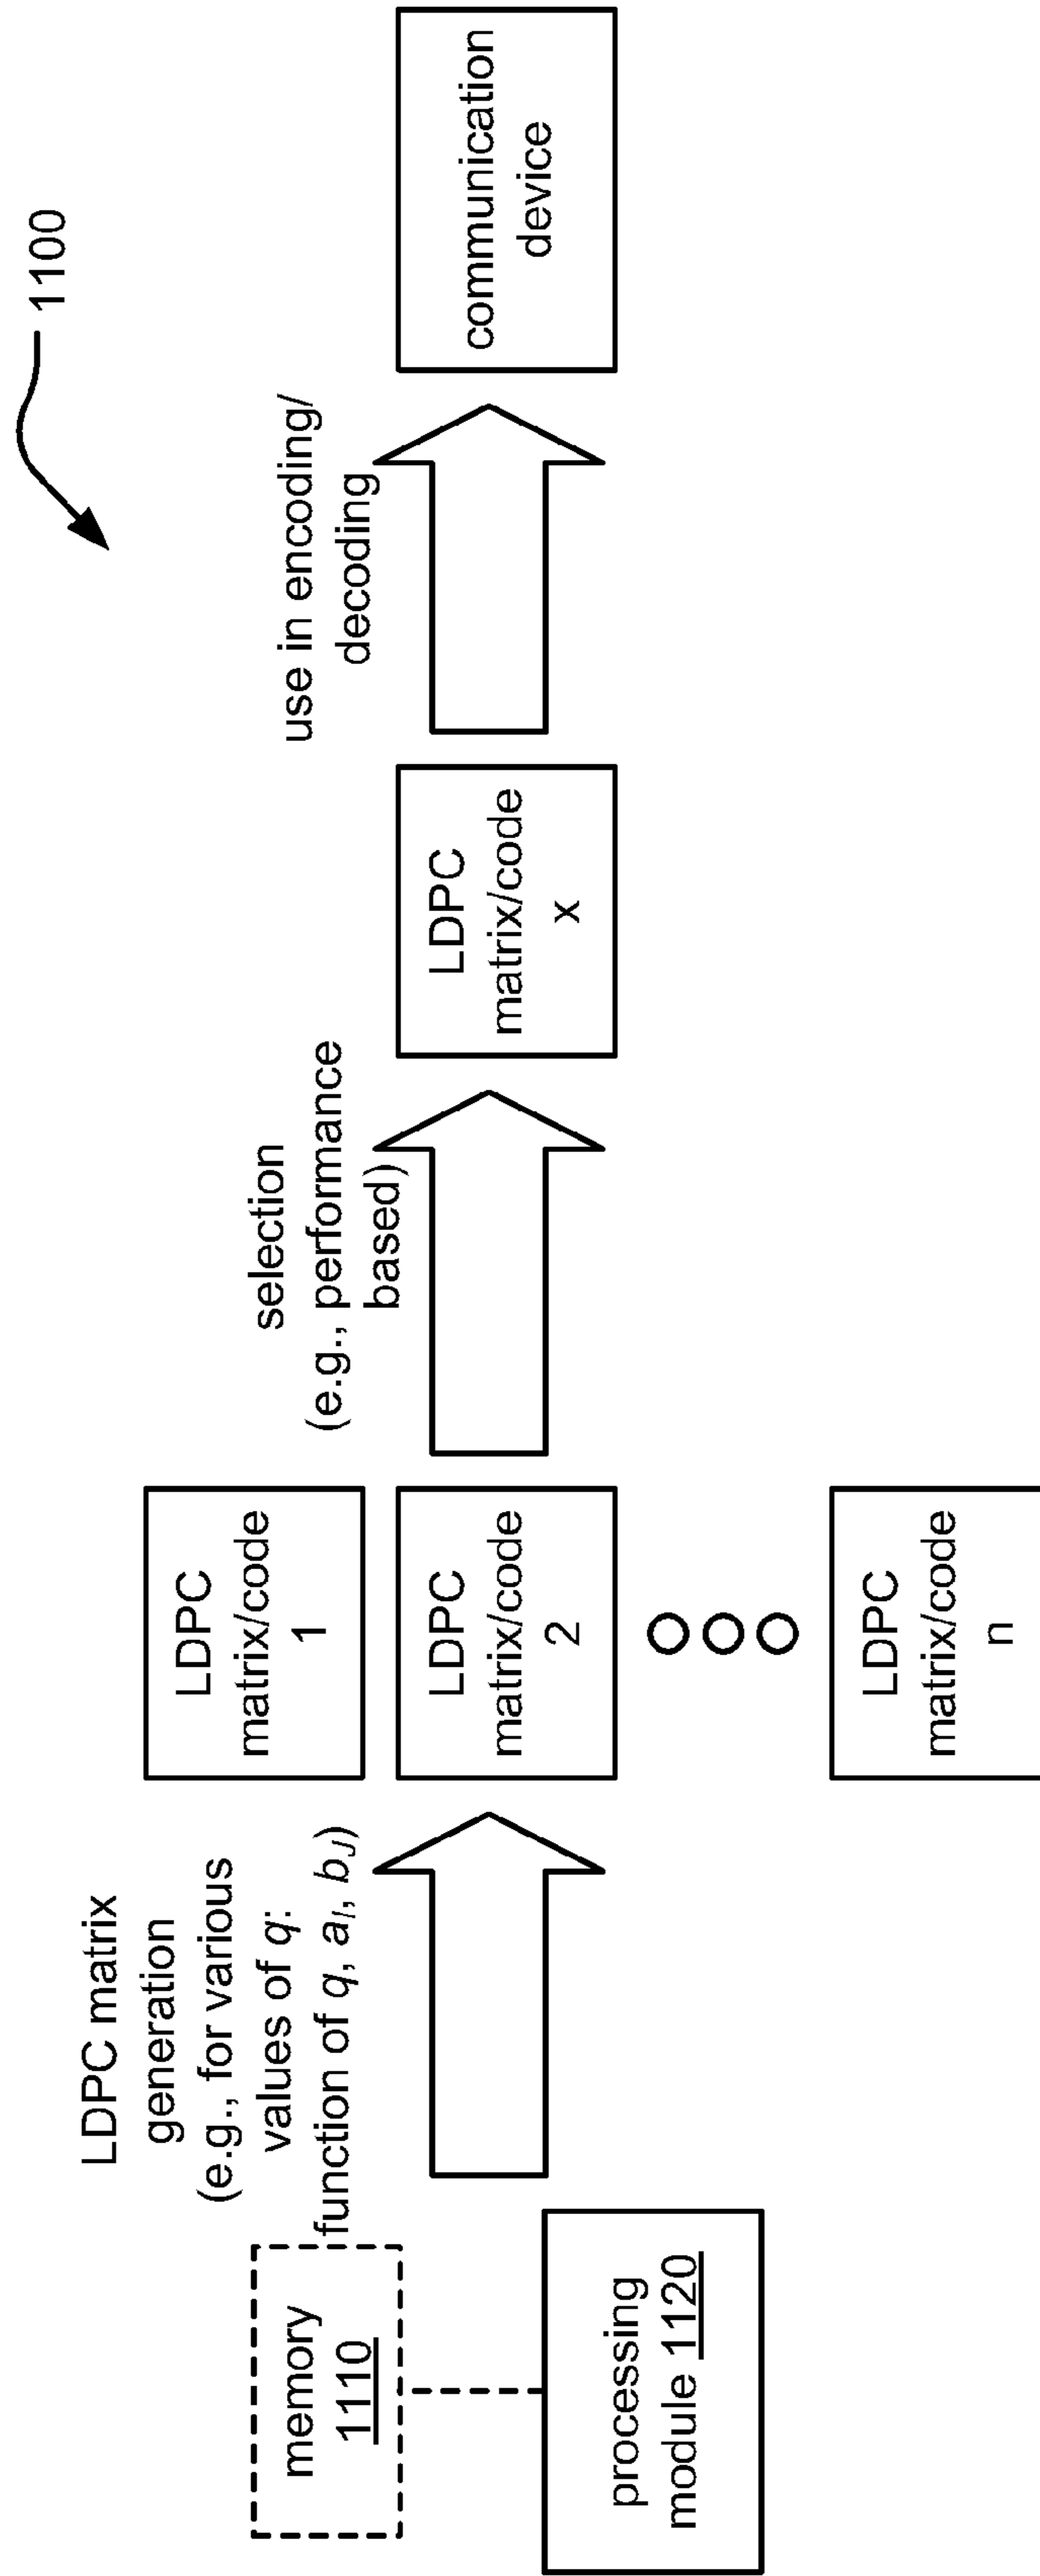 1100
memory
1110
processing
module 1120
LDPC matrix
generation
(e.g., for various
values of q:
function of q, a_i, b_j)
LDPC
matrix/code
1
LDPC
matrix/code
2
LDPC
matrix/code
n
selection
(e.g., performance
based)
LDPC
matrix/code
x
use in encoding/
decoding
communication
device